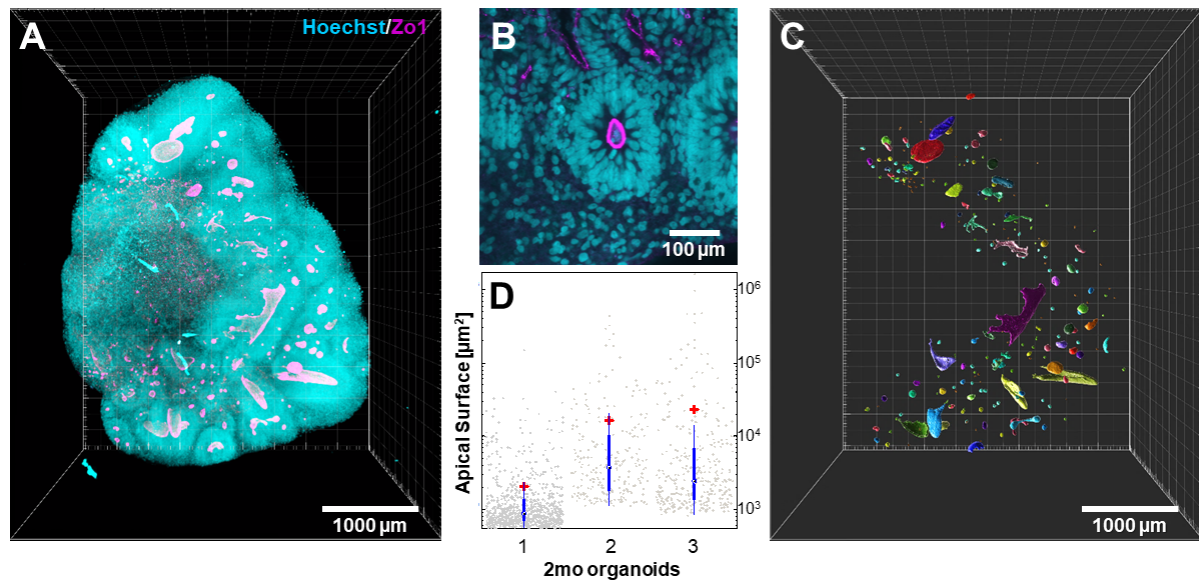 A
Hoechst/Zo1
1000 µm
B
100 µm
C
1000 µm
D
Apical Surface [µm²]
10⁶
10⁵
10⁴
10³
1 2 3
2mo organoids